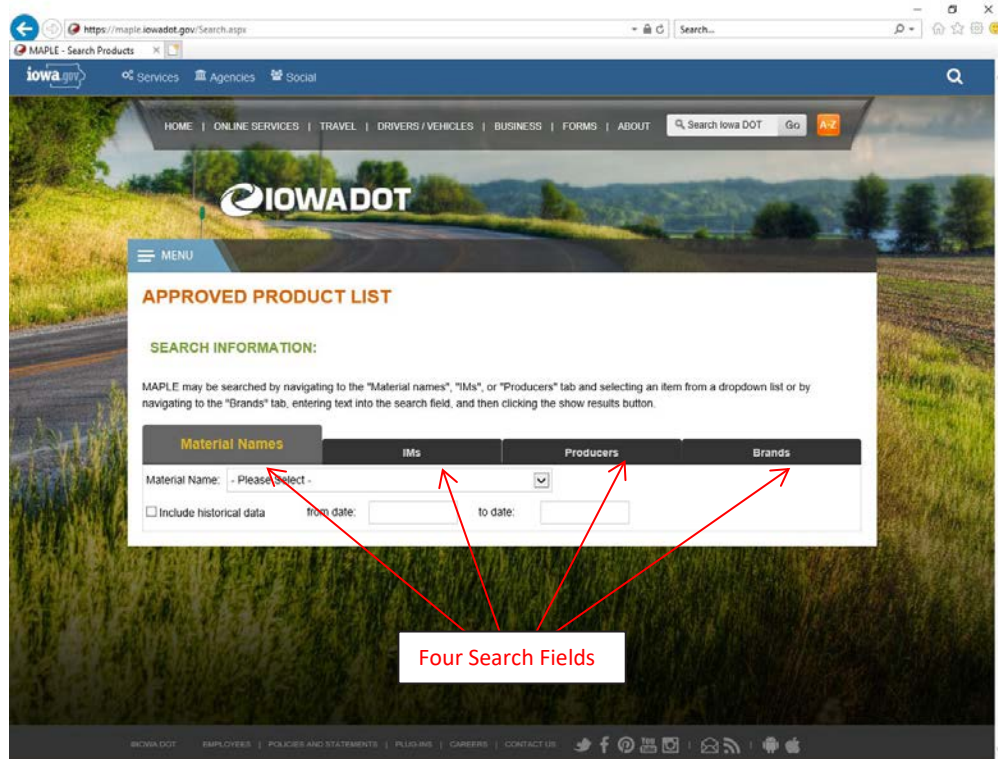 https://maple.iowadot.gov/Search.aspx
Search...
MAPLE - Search Products
iowa.gov Services Agencies Social
HOME | ONLINE SERVICES | TRAVEL | DRIVERS / VEHICLES | BUSINESS | FORMS | ABOUT Search Iowa DOT Go A-Z
IOWADOT
MENU
APPROVED PRODUCT LIST
SEARCH INFORMATION:
MAPLE may be searched by navigating to the "Material names", "IMs", or "Producers" tab and selecting an item from a dropdown list or by
navigating to the "Brands" tab, entering text into the search field, and then clicking the show results button.
Material Names IMs Producers Brands
Material Name: - Please Select -
Include historical data from date: to date:
Four Search Fields
IOWA DOT EMPLOYEES | POLICIES AND STATEMENTS | PLUG-INS | CAREERS | CONTACT US You Tube